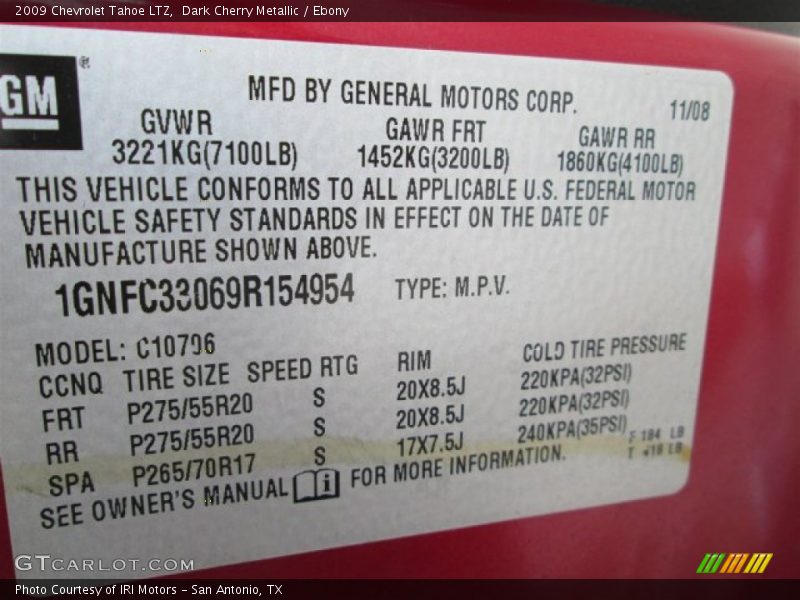 2009 Chevrolet Tahoe LTZ,  Dark Cherry Metallic / Ebony
GM®
MFD BY GENERAL MOTORS CORP.
11/08
GVWR GAWR FRT GAWR RR
3221KG(7100LB) 1452KG(3200LB) 1860KG(4100LB)
THIS VEHICLE CONFORMS TO ALL APPLICABLE U.S. FEDERAL MOTOR
VEHICLE SAFETY STANDARDS IN EFFECT ON THE DATE OF
MANUFACTURE SHOWN ABOVE.
1GNFC33069R154954 TYPE: M.P.V.
MODEL: C10706
CCNQ TIRE SIZE SPEED RTG RIM COLD TIRE PRESSURE
FRT P275/55R20 S 20X8.5J 220KPA(32PSI)
RR P275/55R20 S 20X8.5J 220KPA(32PSI)
SPA P265/70R17 S 17X7.5J 240KPA(35PSI)
F 184 LB
T 418 LB
SEE OWNER'S MANUAL i FOR MORE INFORMATION.
GTCARLOT.COM
Photo Courtesy of IRI Motors – San Antonio, TX